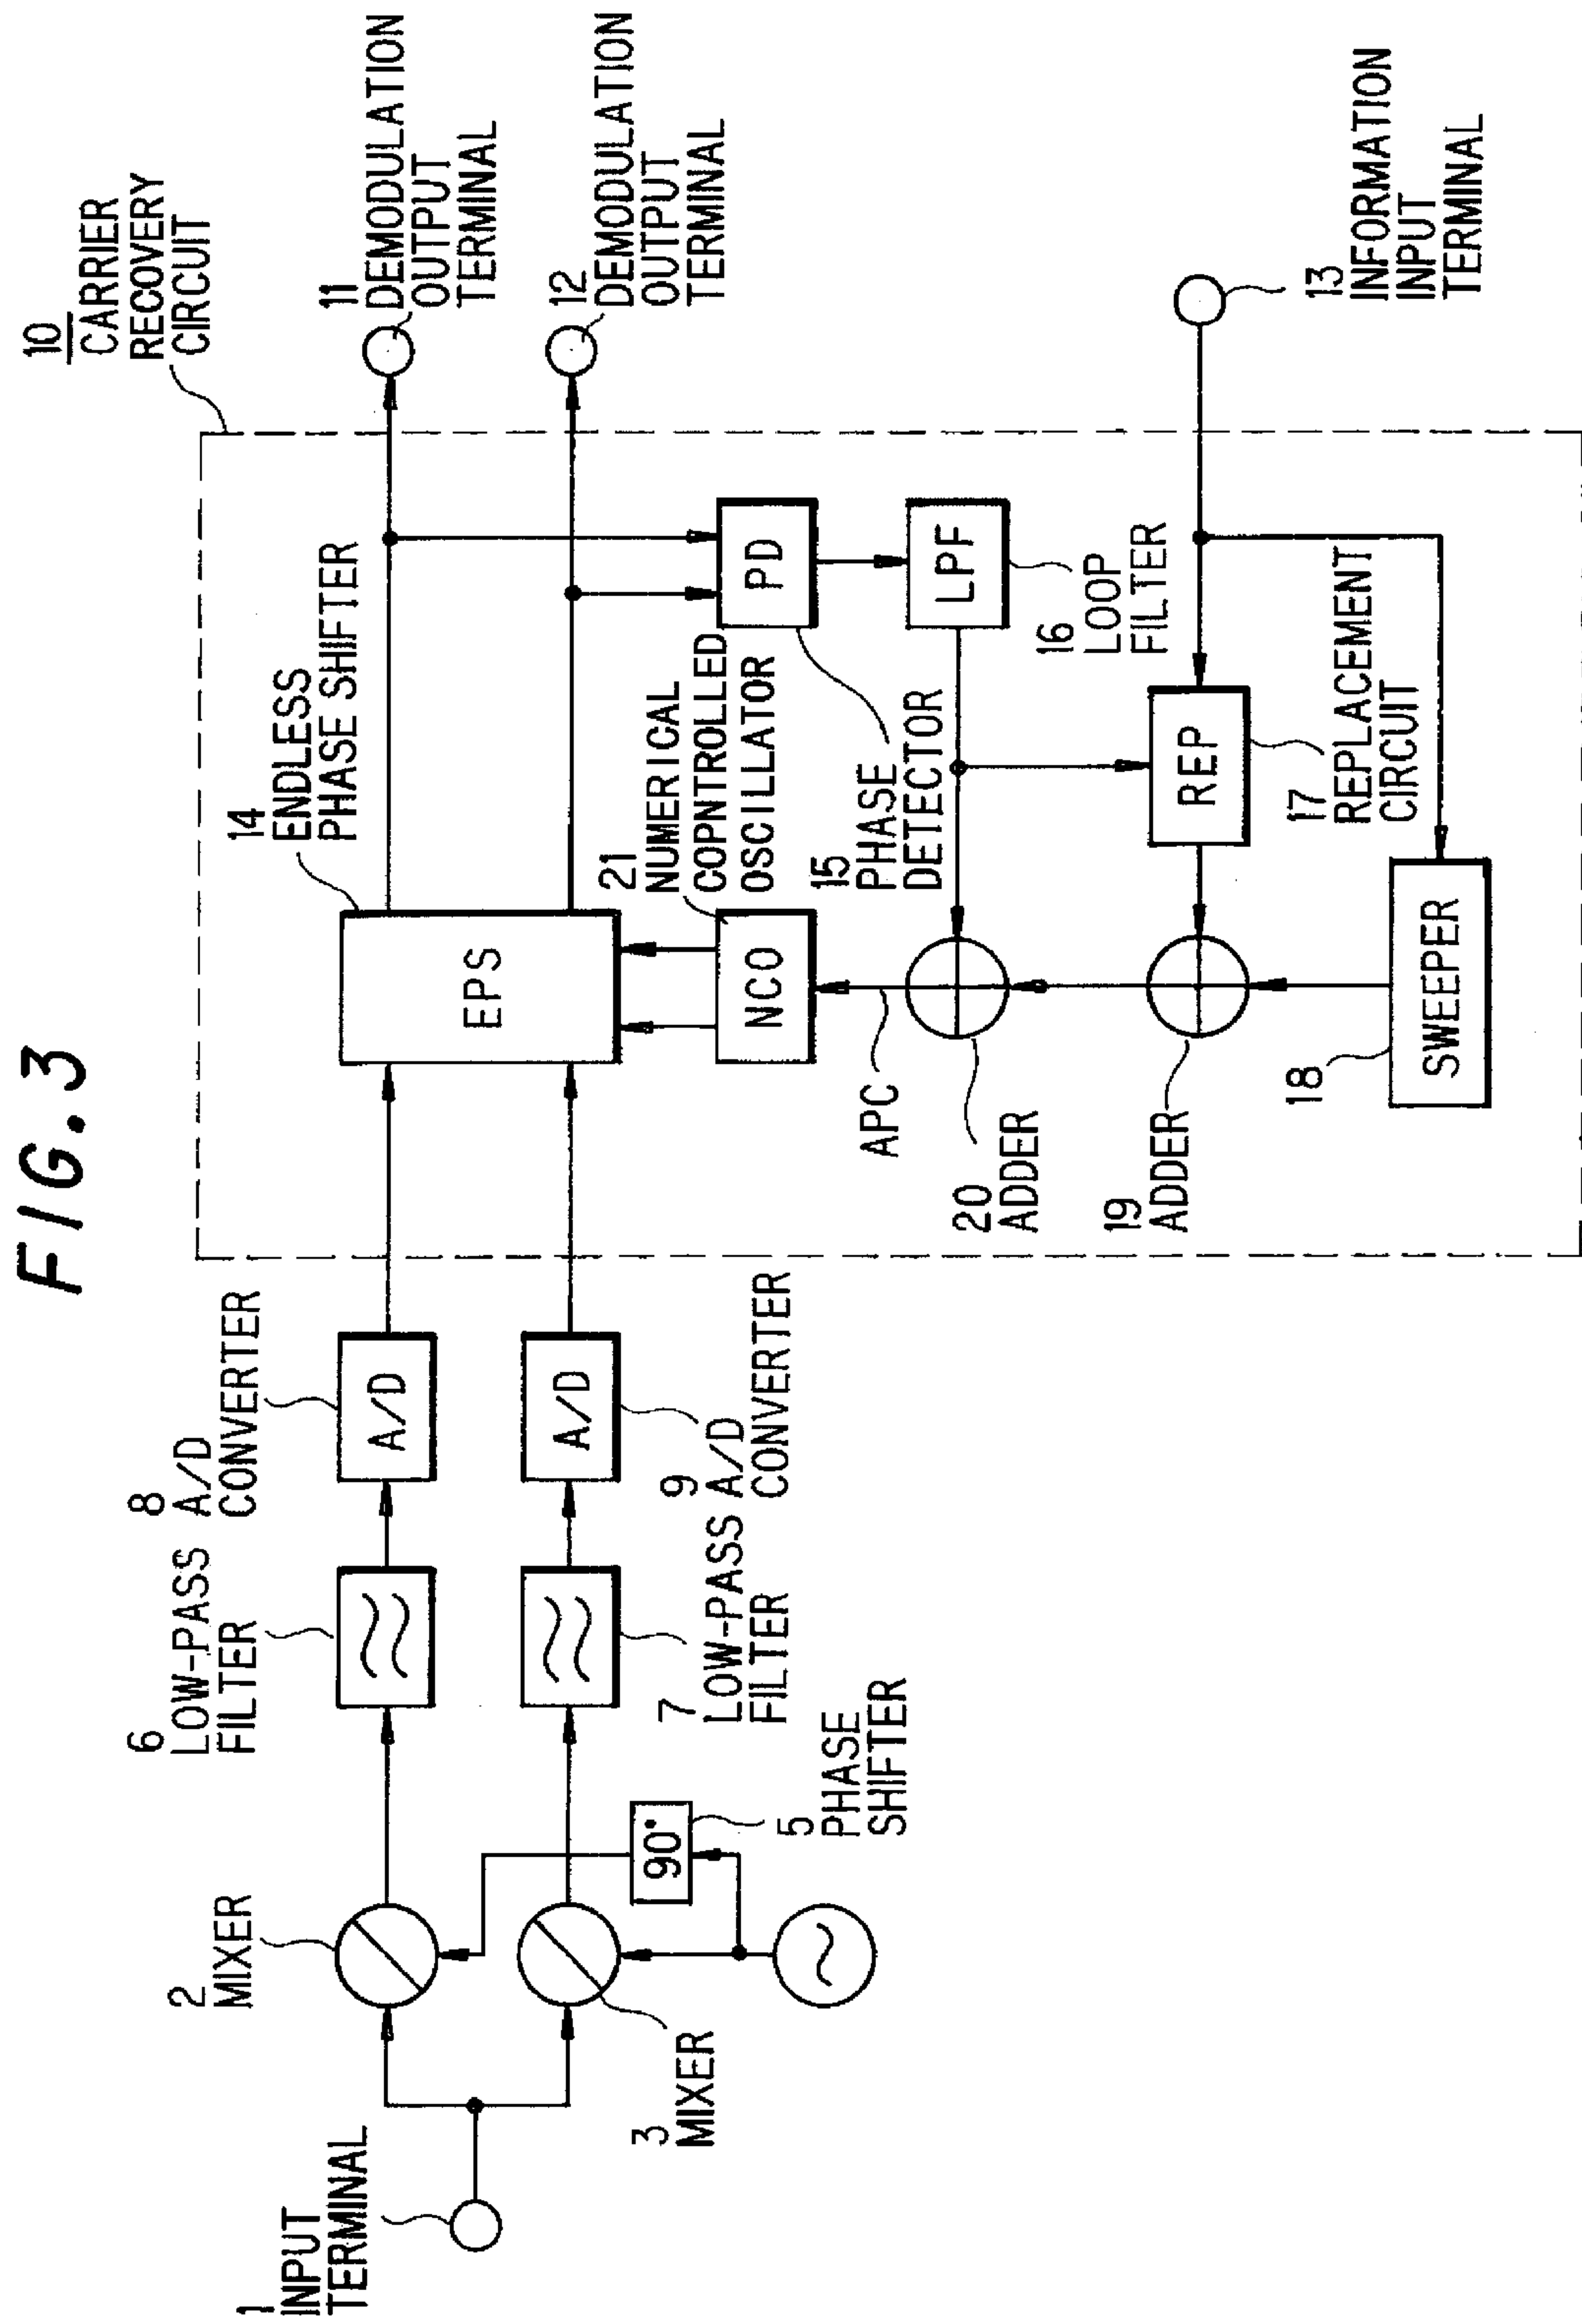 FIG. 3
10
CARRIER
RECOVERY
CIRCUIT
1
INPUT
TERMINAL
2
MIXER
3
MIXER
90°
5
PHASE
SHIFTER
6
LOW-PASS
FILTER
7
LOW-PASS
FILTER
8
A/D
CONVERTER
A/D
9
A/D
CONVERTER
A/D
14
ENDLESS
PHASE SHIFTER
EPS
11
DEMODULATION
OUTPUT
TERMINAL
12
DEMODULATION
OUTPUT
TERMINAL
21
NUMERICAL
COPNTROLLED
OSCILLATOR
NCO
PD
15
PHASE
DETECTOR
LPF
16
LOOP
FILTER
APC
20
ADDER
19
ADDER
REP
17
REPLACEMENT
CIRCUIT
18
SWEEPER
13
INFORMATION
INPUT
TERMINAL